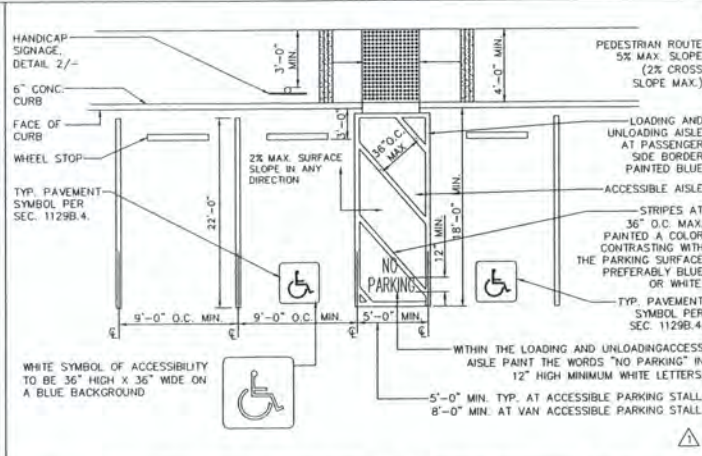 HANDICAP
SIGNAGE,
DETAIL 2/-
6" CONC.
CURB
FACE OF
CURB
WHEEL STOP
TYP. PAVEMENT
SYMBOL PER
SEC. 1129B.4.
3'-0"
MIN.
4'-0"
MIN.
PEDESTRIAN ROUTE
5% MAX. SLOPE
(2% CROSS
SLOPE MAX.)
3'-0"
22'-0"
2% MAX. SURFACE
SLOPE IN ANY
DIRECTION
36" O.C.
MAX
12" MIN.
18'-0" MIN.
NO
PARKING
LOADING AND
UNLOADING AISLE
AT PASSENGER
SIDE BORDER
PAINTED BLUE
ACCESSIBLE AISLE
STRIPES AT
36" O.C. MAX
PAINTED A COLOR
CONTRASTING WITH
THE PARKING SURFACE
PREFERABLY BLUE
OR WHITE
TYP. PAVEMENT
SYMBOL PER
SEC. 1129B.4
9'-0" O.C. MIN.
9'-0" O.C. MIN.
5'-0" MIN.
WHITE SYMBOL OF ACCESSIBILITY
TO BE 36" HIGH X 36" WIDE ON
A BLUE BACKGROUND
WITHIN THE LOADING AND UNLOADINGACCESS
AISLE PAINT THE WORDS "NO PARKING" IN
12" HIGH MINIMUM WHITE LETTERS
5'-0" MIN. TYP. AT ACCESSIBLE PARKING STALL
8'-0" MIN. AT VAN ACCESSIBLE PARKING STALL
1